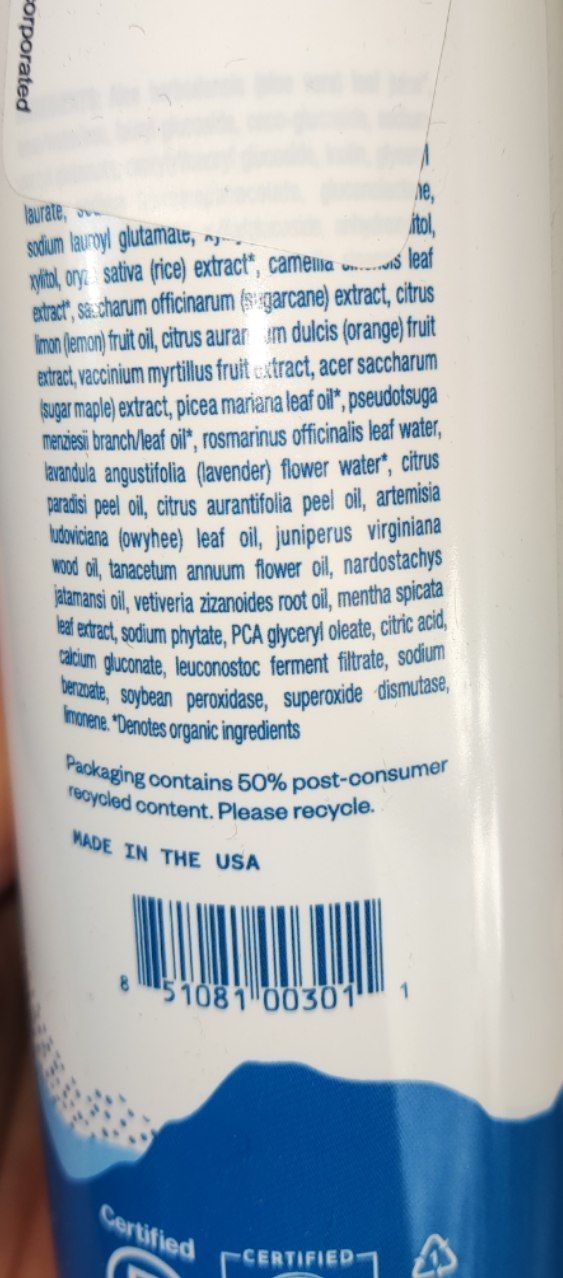 orporated
laurate,
sodium lauroyl glutamate,
xylitol, sativa (rice) extract*, camellia leaf
extract*, saccharum officinarum (sugarcane) extract, citrus
limon (lemon) fruit oil, citrus dulcis (orange) fruit
extract, vaccinium myrtillus fruit extract, acer saccharum
(sugar maple) extract, picea mariana leaf oil*, pseudotsuga
menziesii branch/leaf oil*, rosmarinus officinalis leaf water,
lavandula angustifolia (lavender) flower water*, citrus
paradisi peel oil, citrus aurantifolia peel oil, artemisia
ludoviciana (owyhee) leaf oil, juniperus virginiana
wood oil, tanacetum annuum flower oil, nardostachys
jatamansi oil, vetiveria zizanoides root oil, mentha spicata
leaf extract, sodium phytate, PCA glyceryl oleate, citric acid,
calcium gluconate, leuconostoc ferment filtrate, sodium
benzoate, soybean peroxidase, superoxide dismutase,
limonene. *Denotes organic ingredients
Packaging contains 50% post-consumer
recycled content. Please recycle.
MADE IN THE USA
8 51081 00301 1
Certified
CERTIFIED
1